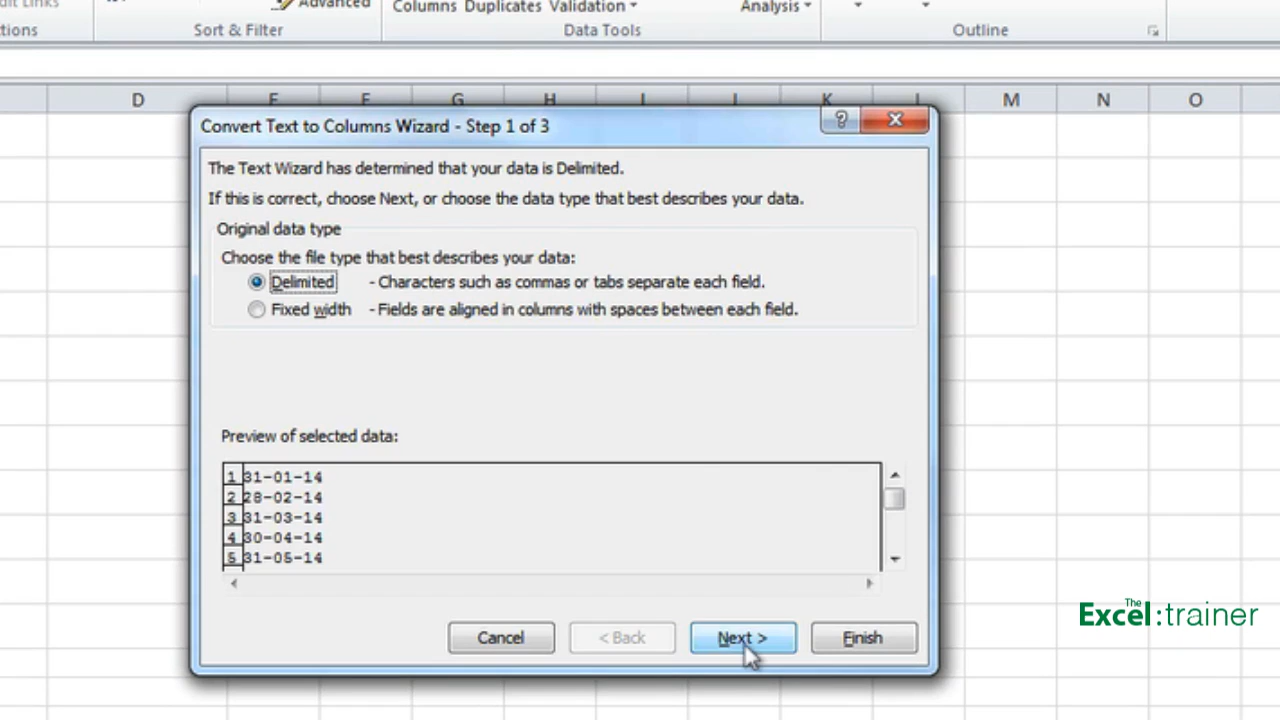 Advanced
Columns Duplicates Validation
Analysis
Sort & Filter
Data Tools
Outline
D
G
H
K
M
N
O
Convert Text to Columns Wizard - Step 1 of 3
?
The Text Wizard has determined that your data is Delimited.
If this is correct, choose Next, or choose the data type that best describes your data.
Original data type
Choose the file type that best describes your data:
Delimited - Characters such as commas or tabs separate each field.
Fixed width - Fields are aligned in columns with spaces between each field.
Preview of selected data:
1 31-01-14
2 28-02-14
3 31-03-14
4 30-04-14
5 31-05-14
Cancel
< Back
Next >
Finish
The
Excel:trainer